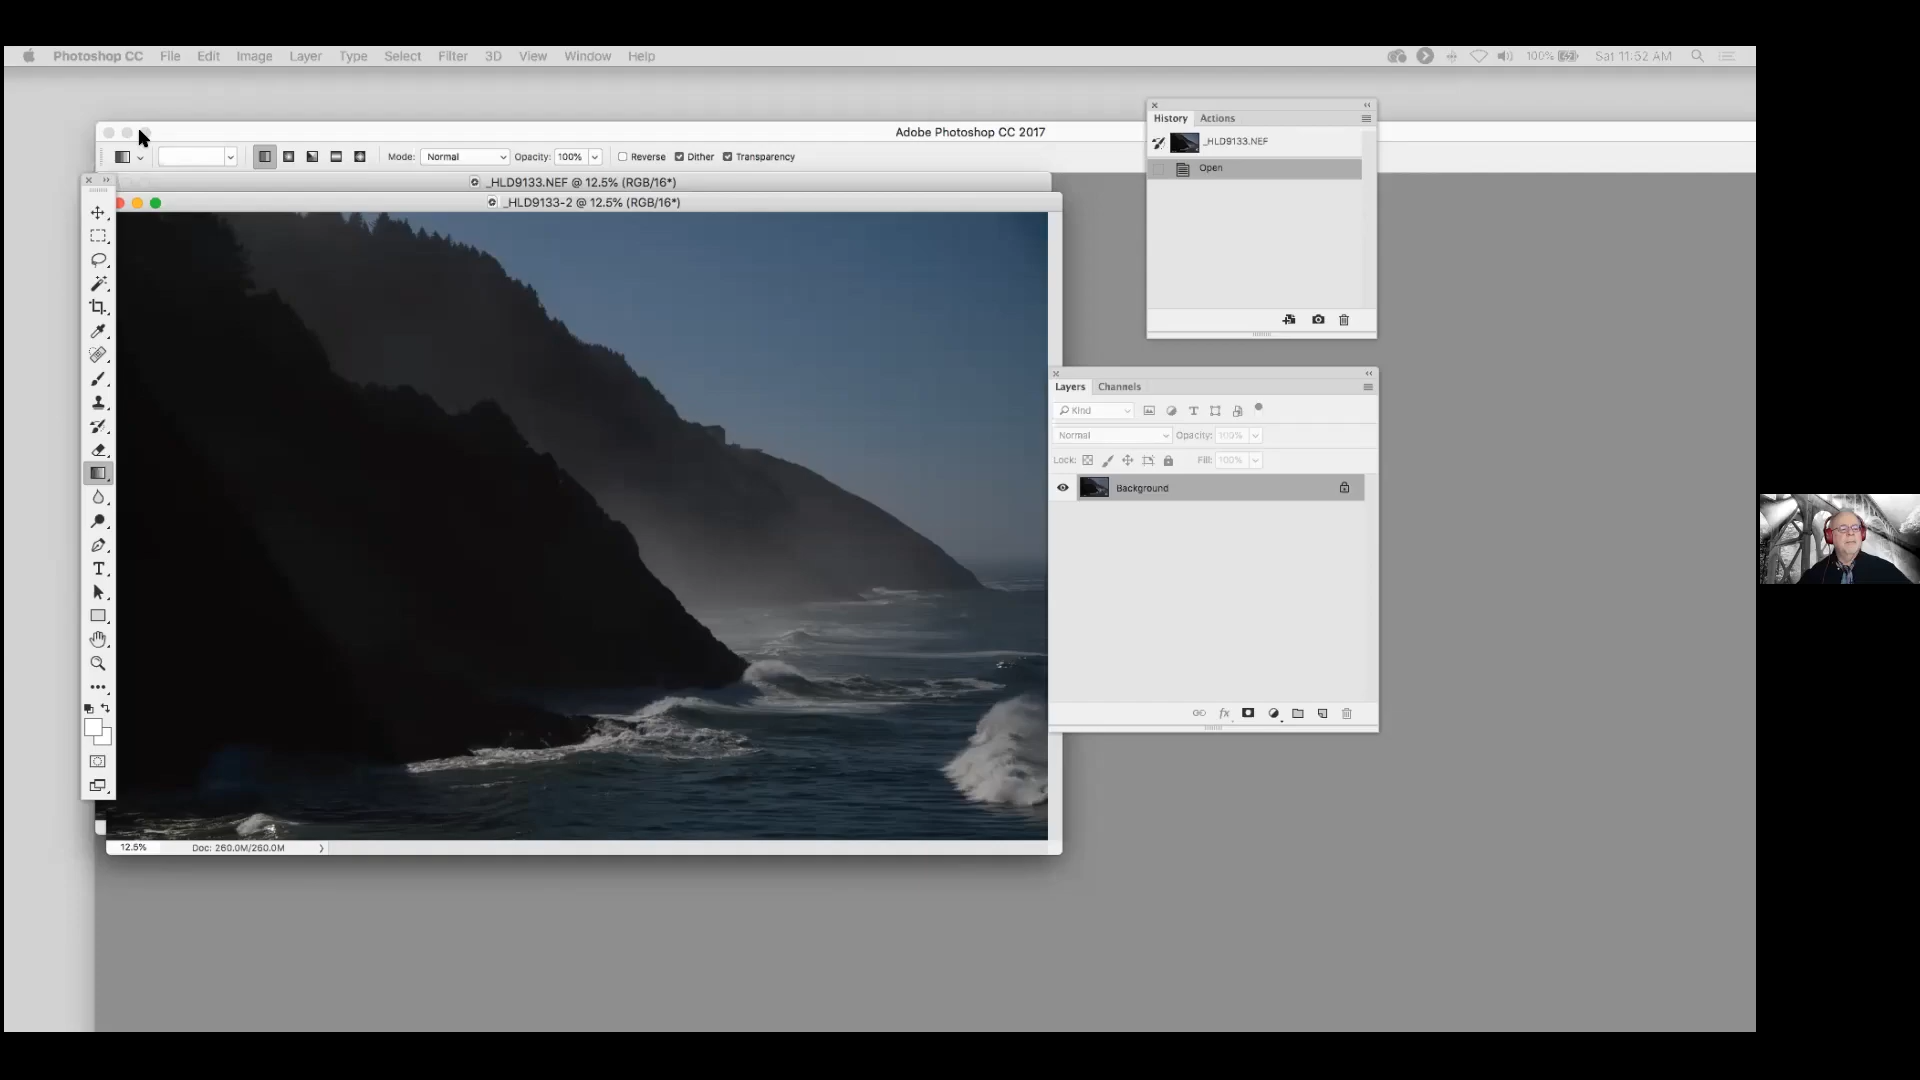 Photoshop CC File Edit Image Layer Type Select Filter 3D View Window Help 100% Sat 11:52 AM
Adobe Photoshop CC 2017
Mode: Normal Opacity: 100% Reverse Dither Transparency
_HLD9133.NEF @ 12.5% (RGB/16*)
_HLD9133-2 @ 12.5% (RGB/16*)
12.5% Doc: 260.0M/260.0M
History Actions
_HLD9133.NEF
Open
Layers Channels
Kind
Normal Opacity: 100%
Lock: Fill: 100%
Background